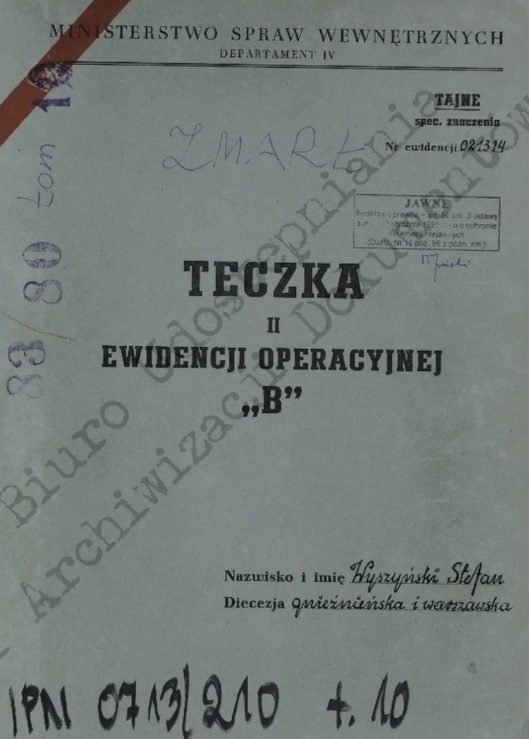 MINISTERSTWO SPRAW WEWNĘTRZNYCH
DEPARTAMENT IV
TAJNE
spec. znaczenia
Nr ewidencji 021314
ZMARŁ
83/80 tom 10
JAWNE
TECZKA
II
EWIDENCJI OPERACYJNEJ
„B”
Biuro Udostępniania
i Archiwizacji Dokumentów
Nazwisko i imię Wyszyński Stefan
Diecezja gnieźnieńska i warszawska
IPN 0713/210 t. 10